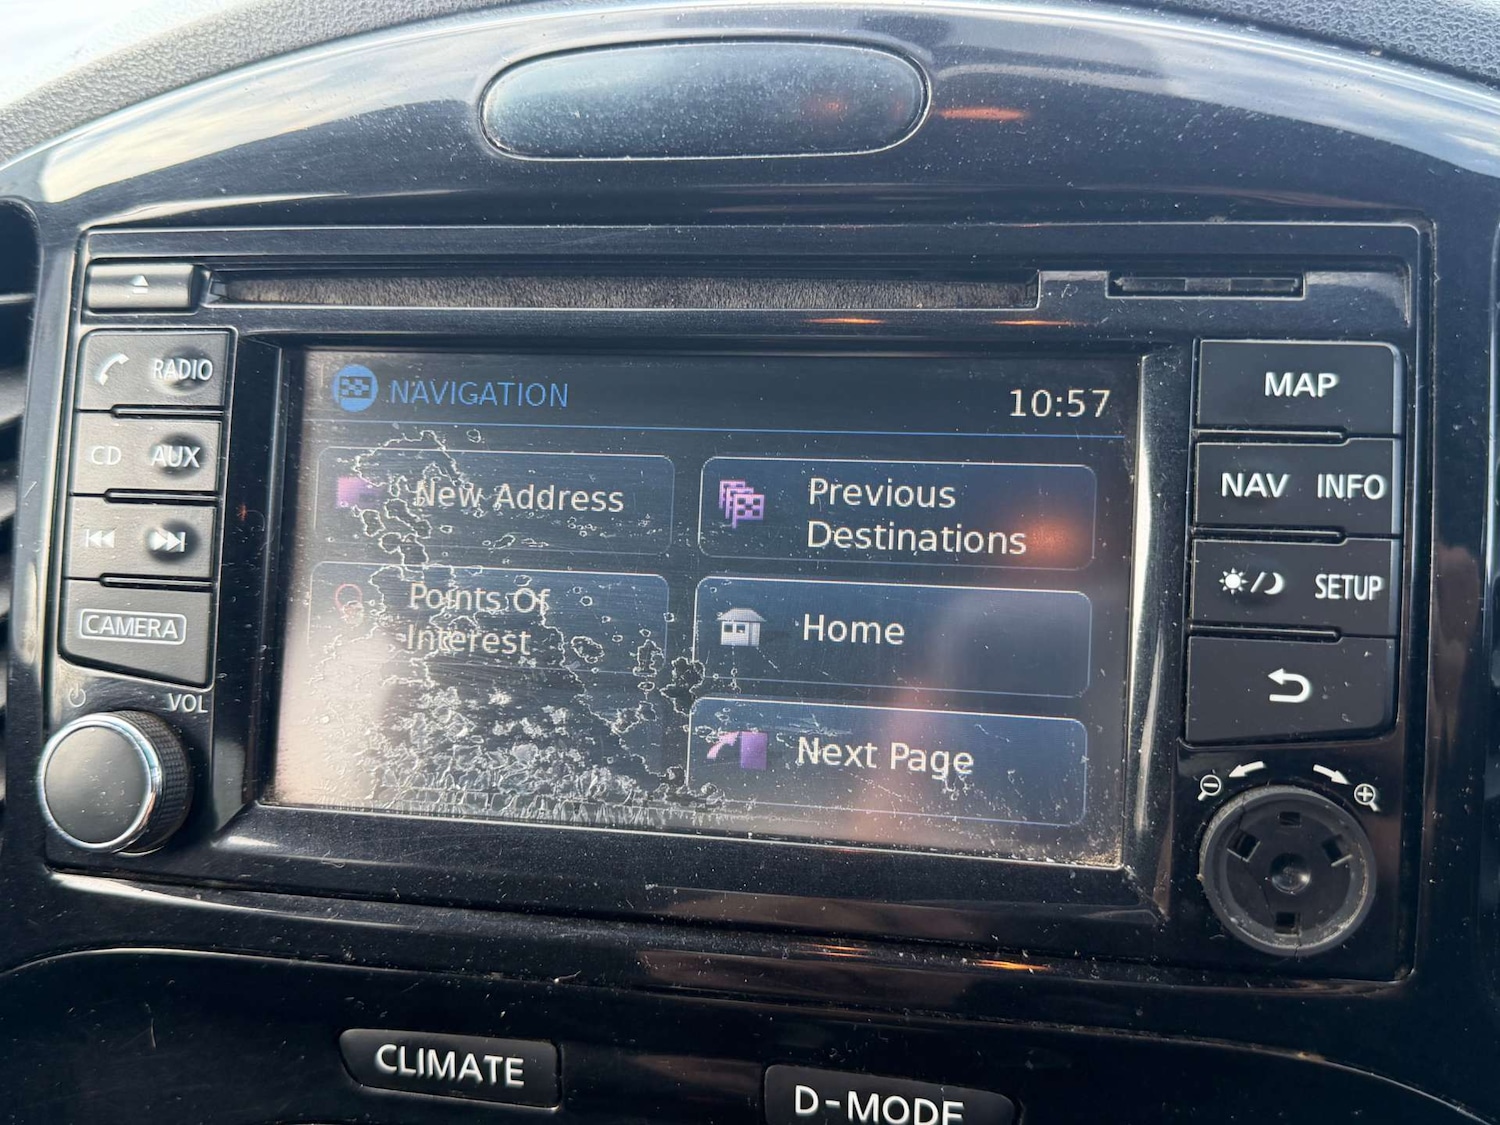 RADIO
CD AUX
CAMERA
VOL
NAVIGATION
10:57
New Address
Previous
Destinations
Points Of
Interest
Home
Next Page
MAP
NAV INFO
SETUP
CLIMATE
D-MODE